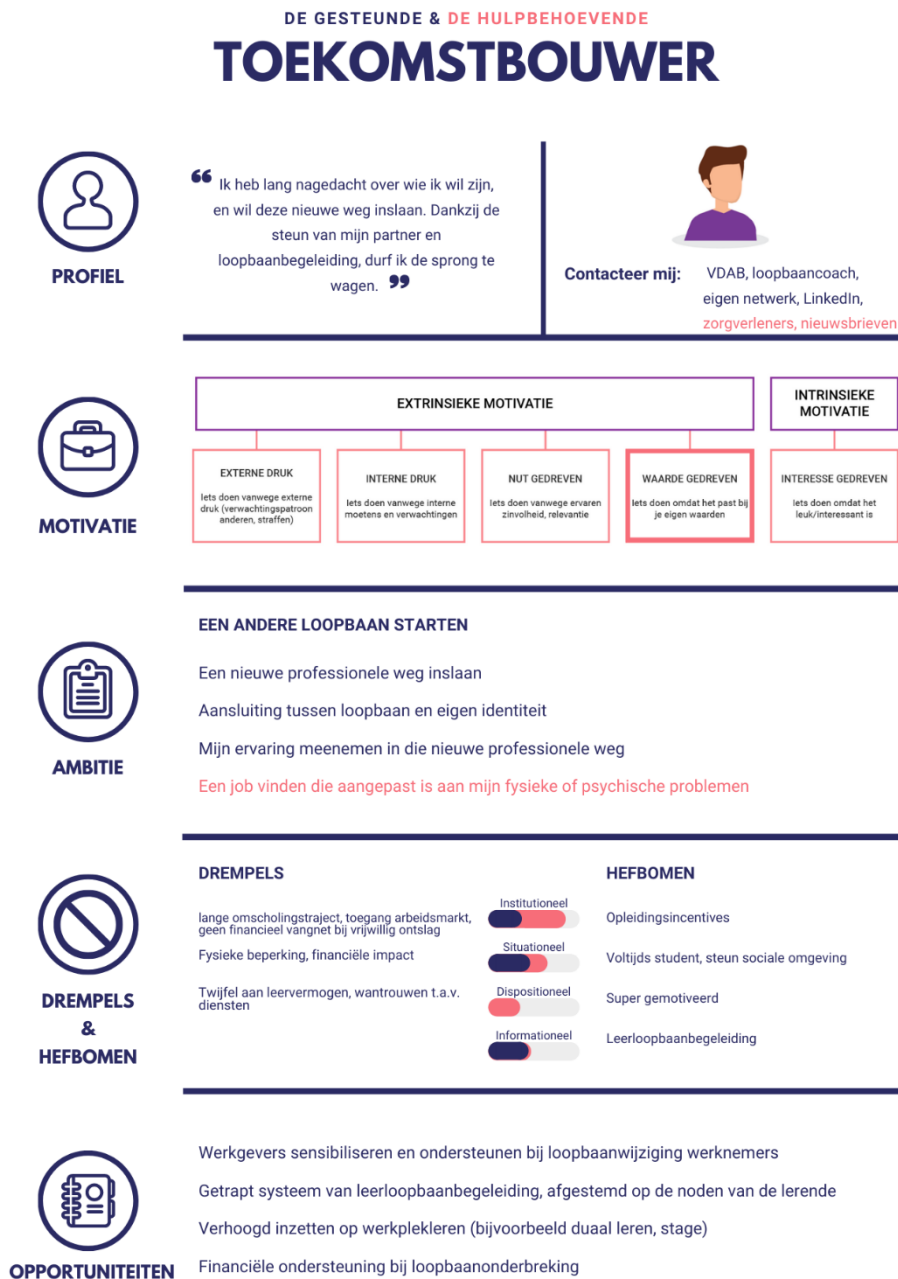 DE GESTEUNDE & DE HULPBEHOEVENDE
TOEKOMSTBOUWER
PROFIEL
“ Ik heb lang nagedacht over wie ik wil zijn,
en wil deze nieuwe weg inslaan. Dankzij de
steun van mijn partner en
loopbaanbegeleiding, durf ik de sprong te
wagen. ”
Contacteer mij: VDAB, loopbaancoach,
eigen netwerk, LinkedIn,
zorgverleners, nieuwsbrieven
MOTIVATIE
EXTRINSIEKE MOTIVATIE
INTRINSIEKE
MOTIVATIE
EXTERNE DRUK
Iets doen vanwege externe
druk (verwachtingspatroon
anderen, straffen)
INTERNE DRUK
Iets doen vanwege interne
moetens en verwachtingen
NUT GEDREVEN
Iets doen vanwege ervaren
zinvolheid, relevantie
WAARDE GEDREVEN
Iets doen omdat het past bij
je eigen waarden
INTERESSE GEDREVEN
Iets doen omdat het
leuk/interessant is
AMBITIE
EEN ANDERE LOOPBAAN STARTEN
Een nieuwe professionele weg inslaan
Aansluiting tussen loopbaan en eigen identiteit
Mijn ervaring meenemen in die nieuwe professionele weg
Een job vinden die aangepast is aan mijn fysieke of psychische problemen
DREMPELS
&
HEFBOMEN
DREMPELS
HEFBOMEN
lange omscholingstraject, toegang arbeidsmarkt,
geen financieel vangnet bij vrijwillig ontslag
Institutioneel
Opleidingsincentives
Fysieke beperking, financiële impact
Situationeel
Voltijds student, steun sociale omgeving
Twijfel aan leervermogen, wantrouwen t.a.v.
diensten
Dispositioneel
Super gemotiveerd
Informationeel
Leerloopbaanbegeleiding
OPPORTUNITEITEN
Werkgevers sensibiliseren en ondersteunen bij loopbaanwijziging werknemers
Getrapt systeem van leerloopbaanbegeleiding, afgestemd op de noden van de lerende
Verhoogd inzetten op werkplekleren (bijvoorbeeld duaal leren, stage)
Financiële ondersteuning bij loopbaanonderbreking